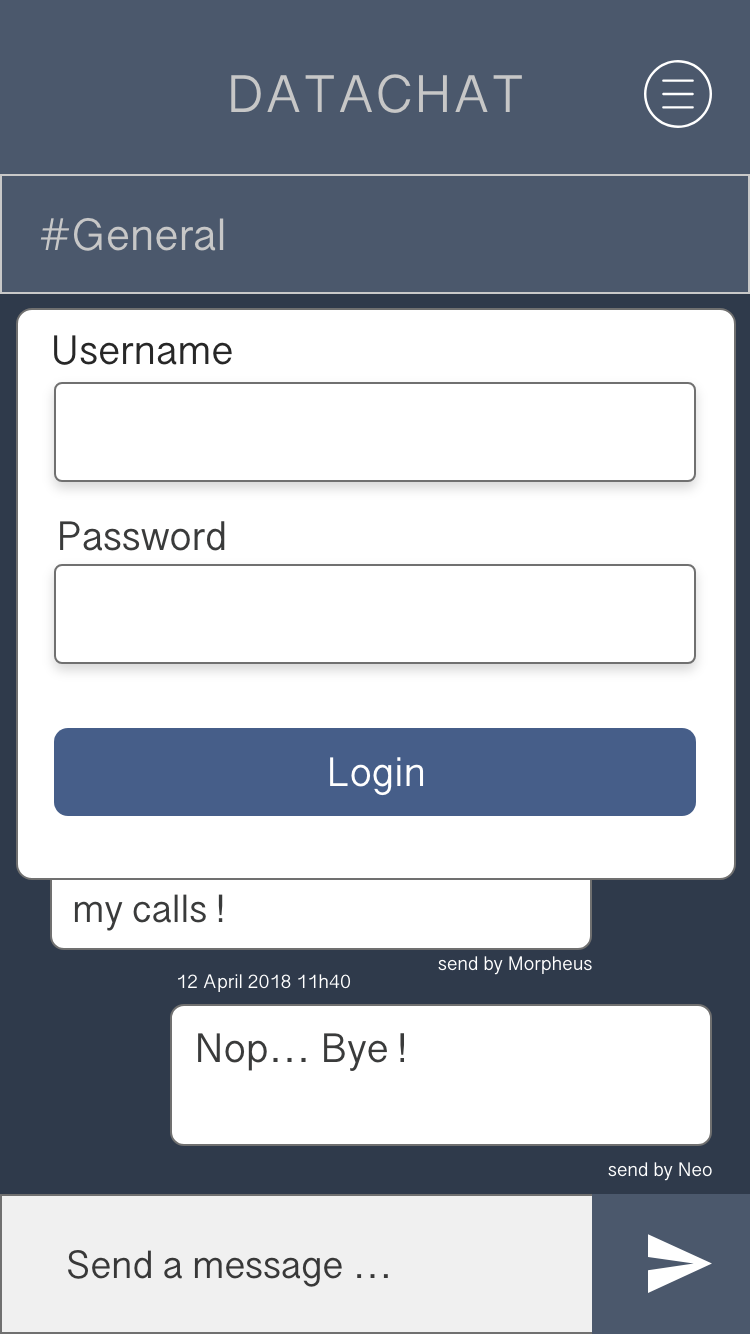 DATACHAT
#General
Username
Password
Login
my calls !
send by Morpheus
12 April 2018 11h40
Nop... Bye !
send by Neo
Send a message ...